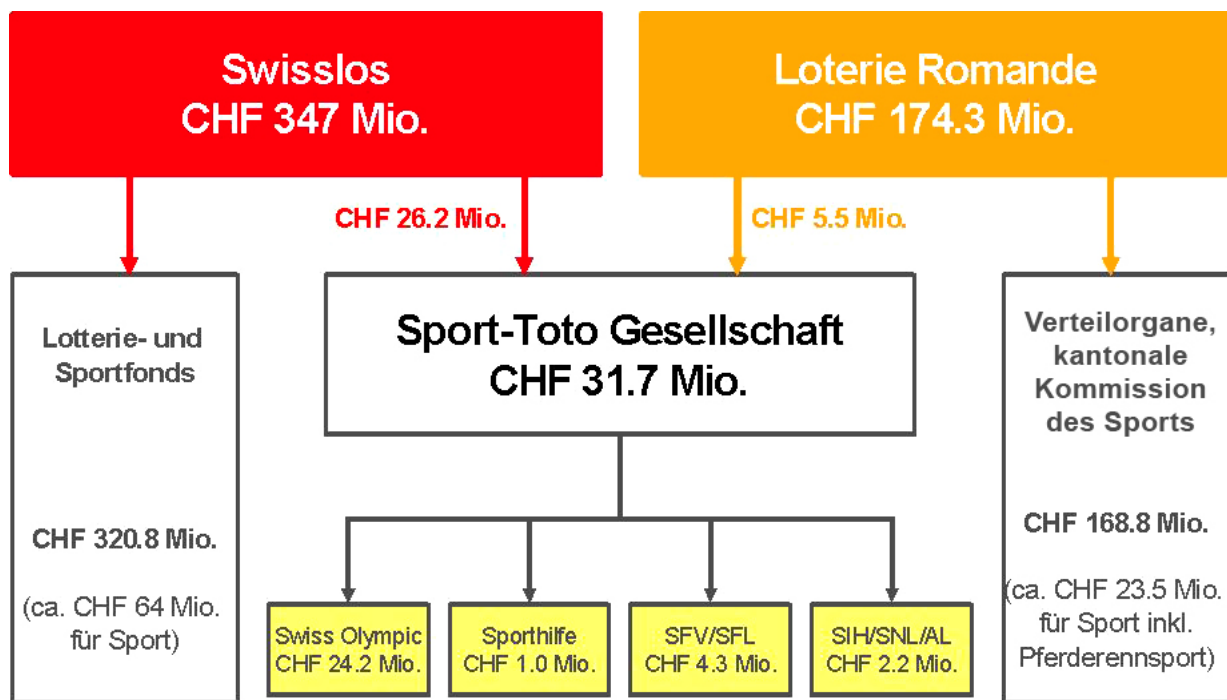 Swisslos
CHF 347 Mio.
Loterie Romande
CHF 174.3 Mio.
CHF 26.2 Mio.
CHF 5.5 Mio.
Lotterie- und
Sportfonds
CHF 320.8 Mio.
(ca. CHF 64 Mio.
für Sport)
Sport-Toto Gesellschaft
CHF 31.7 Mio.
Verteilorgane,
kantonale
Kommission
des Sports
CHF 168.8 Mio.
(ca. CHF 23.5 Mio.
für Sport inkl.
Pferderennsport)
Swiss Olympic
CHF 24.2 Mio.
Sporthilfe
CHF 1.0 Mio.
SFV/SFL
CHF 4.3 Mio.
SIH/SNL/AL
CHF 2.2 Mio.